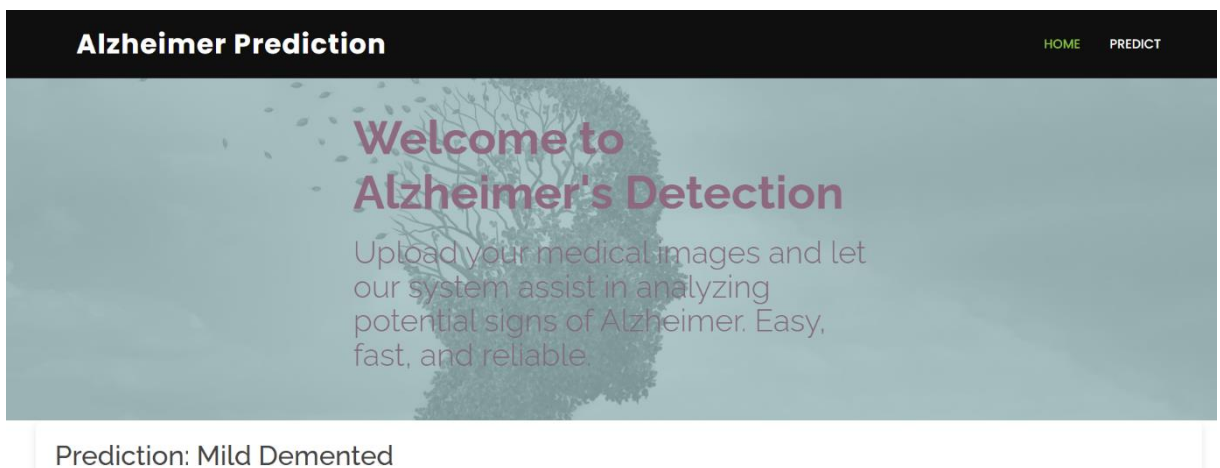 Alzheimer Prediction
HOME PREDICT
Welcome to
Alzheimer's Detection
Upload your medical images and let
our system assist in analyzing
potential signs of Alzheimer. Easy,
fast, and reliable.
Prediction: Mild Demented